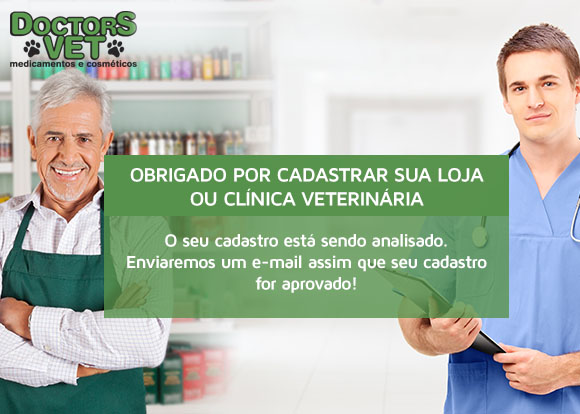 DOCTORS
VET
medicamentos e cosméticos
OBRIGADO POR CADASTRAR SUA LOJA
OU CLÍNICA VETERINÁRIA
O seu cadastro está sendo analisado.
Enviaremos um e-mail assim que seu cadastro
for aprovado!